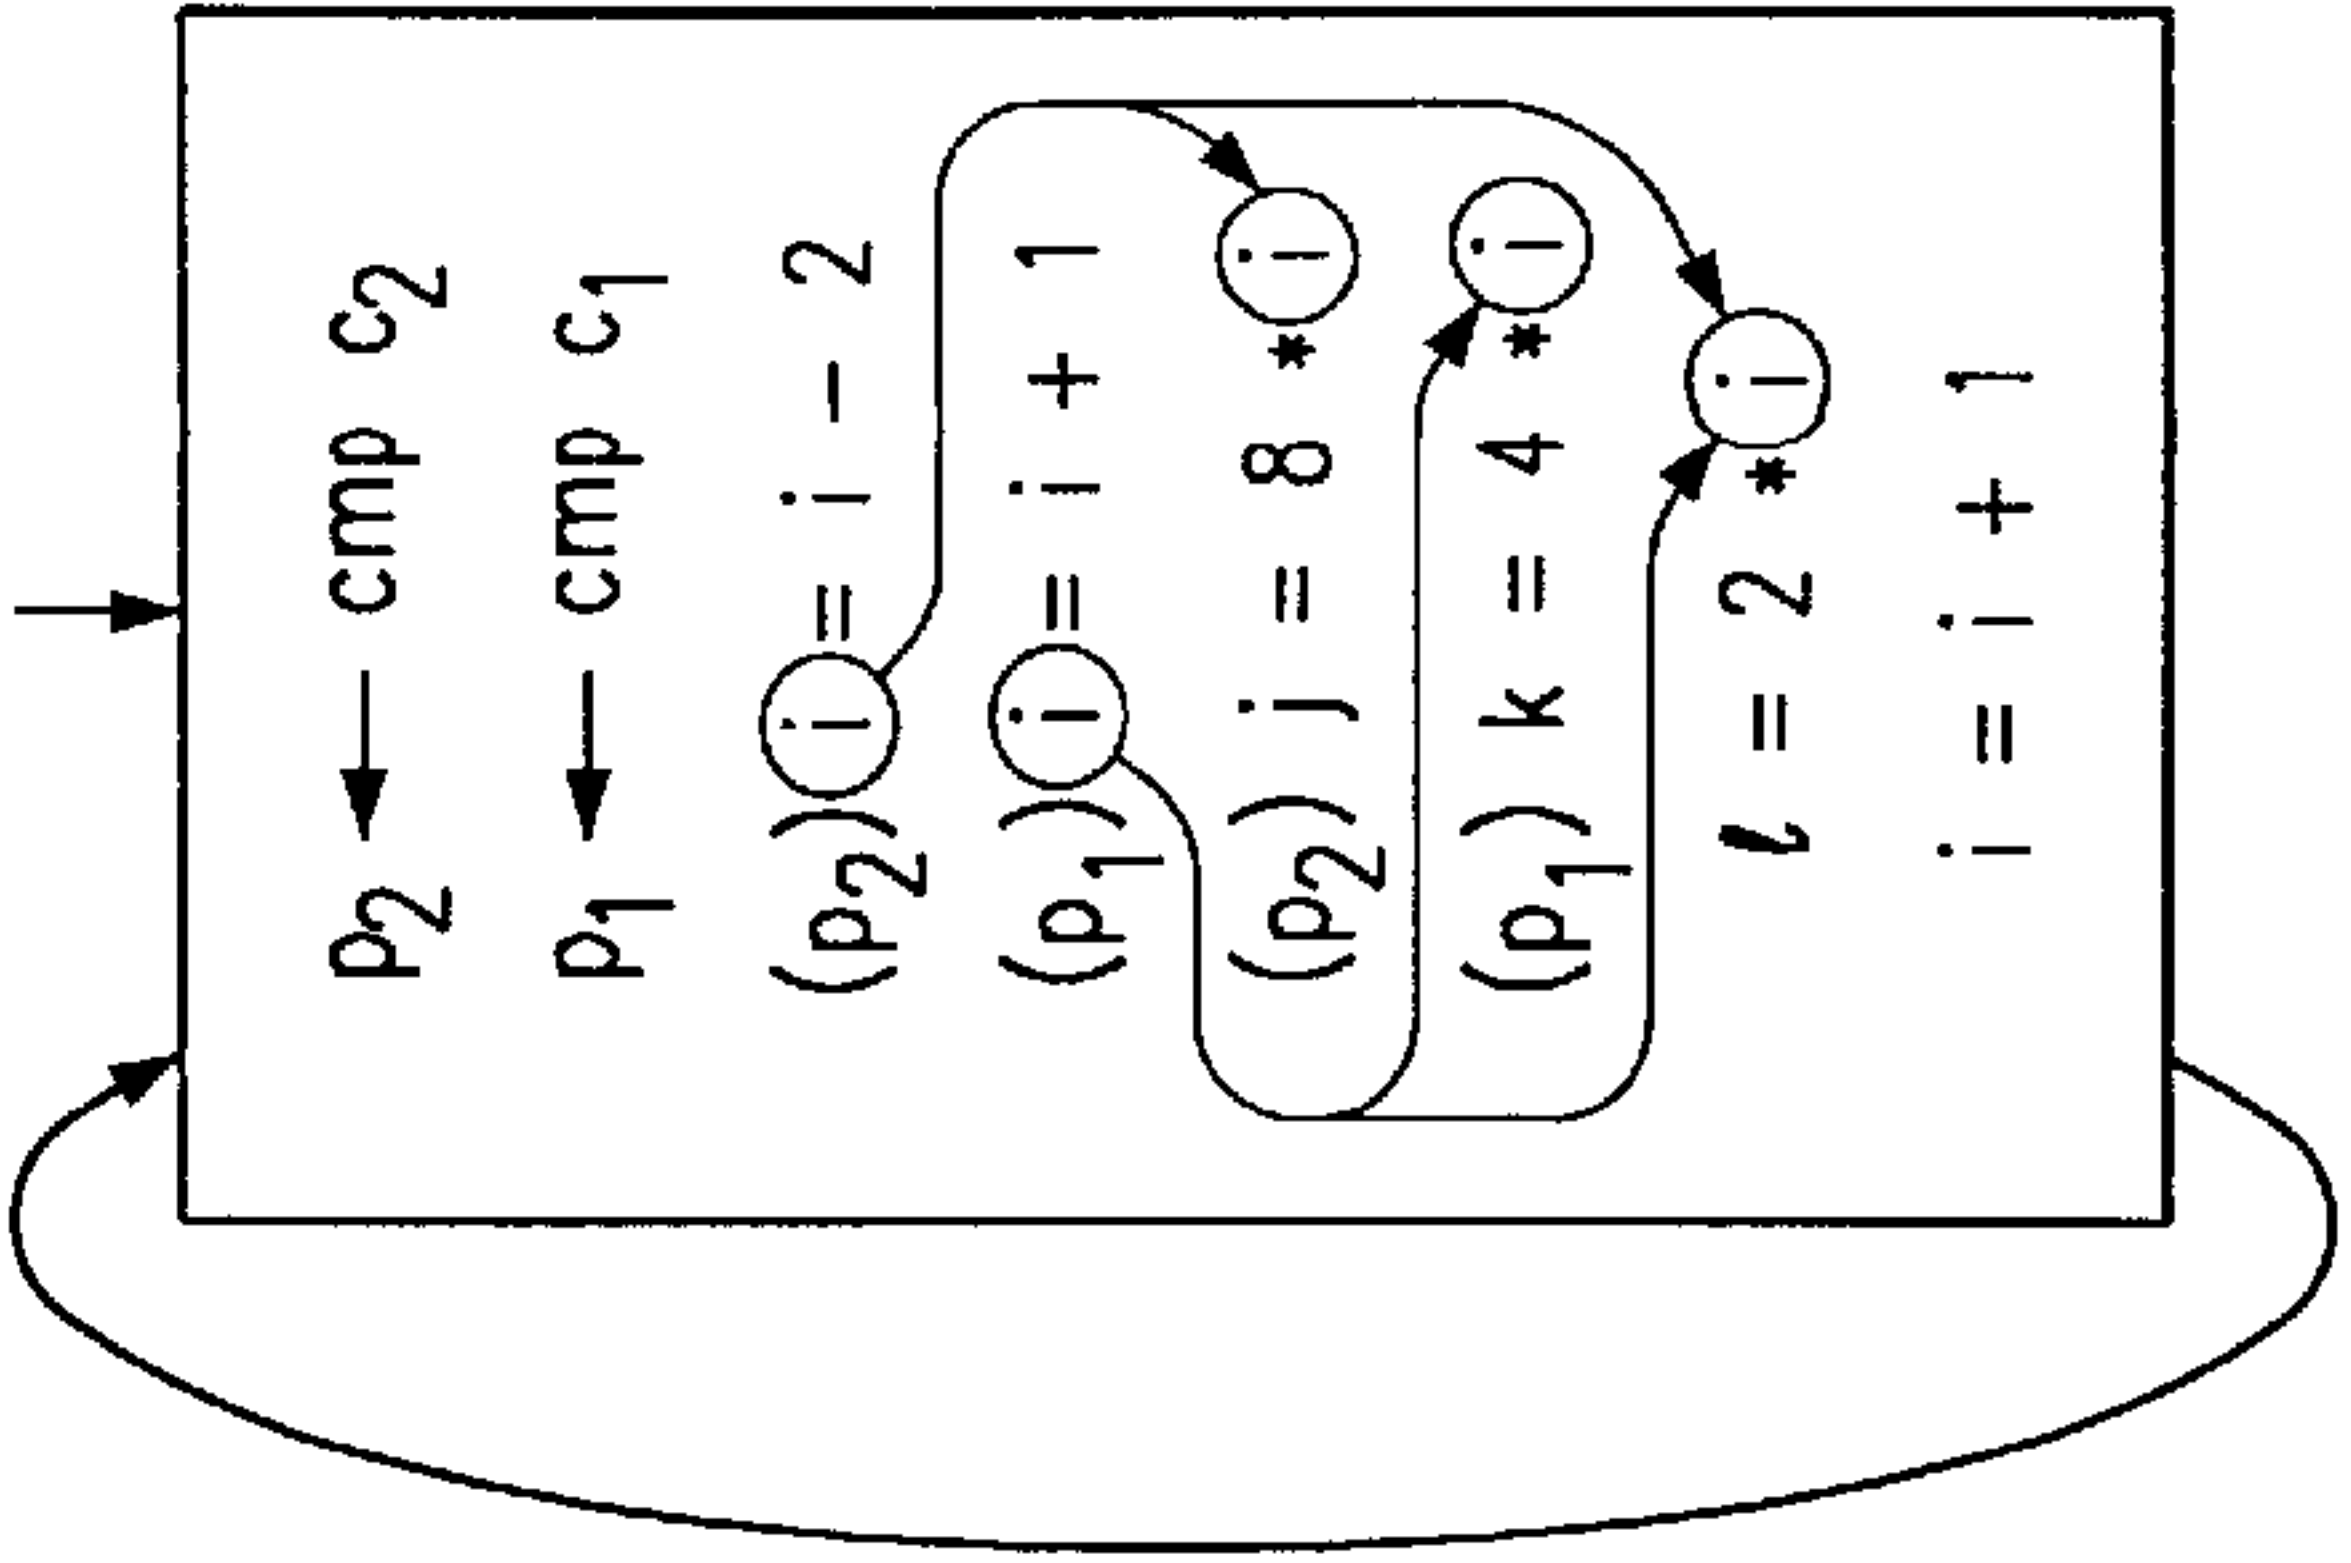 p₂ ← cmp c₂
p₁ ← cmp c₁
(p₂) i = i - 2
(p₁) i = i + 1
(p₂) j = 8 * i
(p₁) k = 4 * i
l = 2 * i
i = i + 1